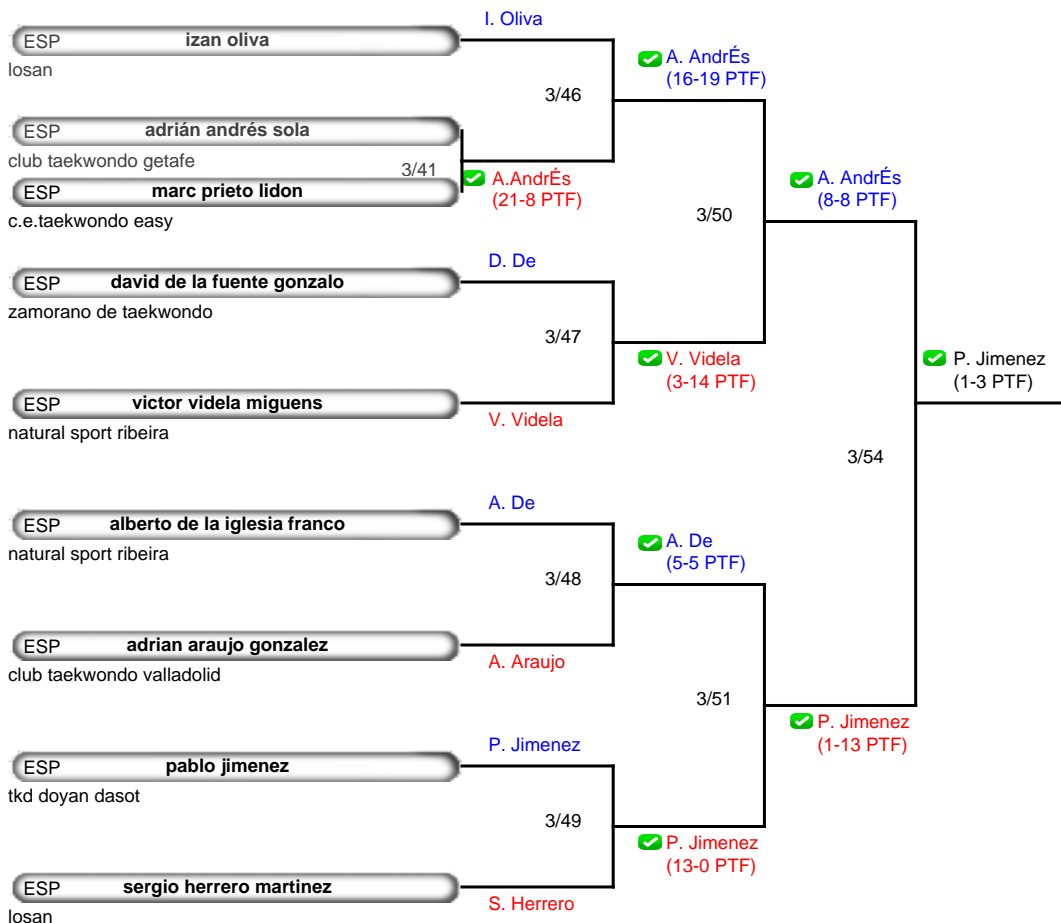 I. Oliva
ESP izan oliva
losan
A. AndrÉs
(16-19 PTF)
3/46
ESP adrián andrés sola
club taekwondo getafe
3/41
A.AndrÉs
(21-8 PTF)
ESP marc prieto lidon
c.e.taekwondo easy
A. AndrÉs
(8-8 PTF)
3/50
D. De
ESP david de la fuente gonzalo
zamorano de taekwondo
3/47
V. Videla
(3-14 PTF)
P. Jimenez
(1-3 PTF)
ESP victor videla miguens
natural sport ribeira
V. Videla
3/54
A. De
ESP alberto de la iglesia franco
natural sport ribeira
A. De
(5-5 PTF)
3/48
ESP adrian araujo gonzalez
club taekwondo valladolid
A. Araujo
3/51
P. Jimenez
(1-13 PTF)
P. Jimenez
ESP pablo jimenez
tkd doyan dasot
3/49
P. Jimenez
(13-0 PTF)
ESP sergio herrero martinez
losan
S. Herrero